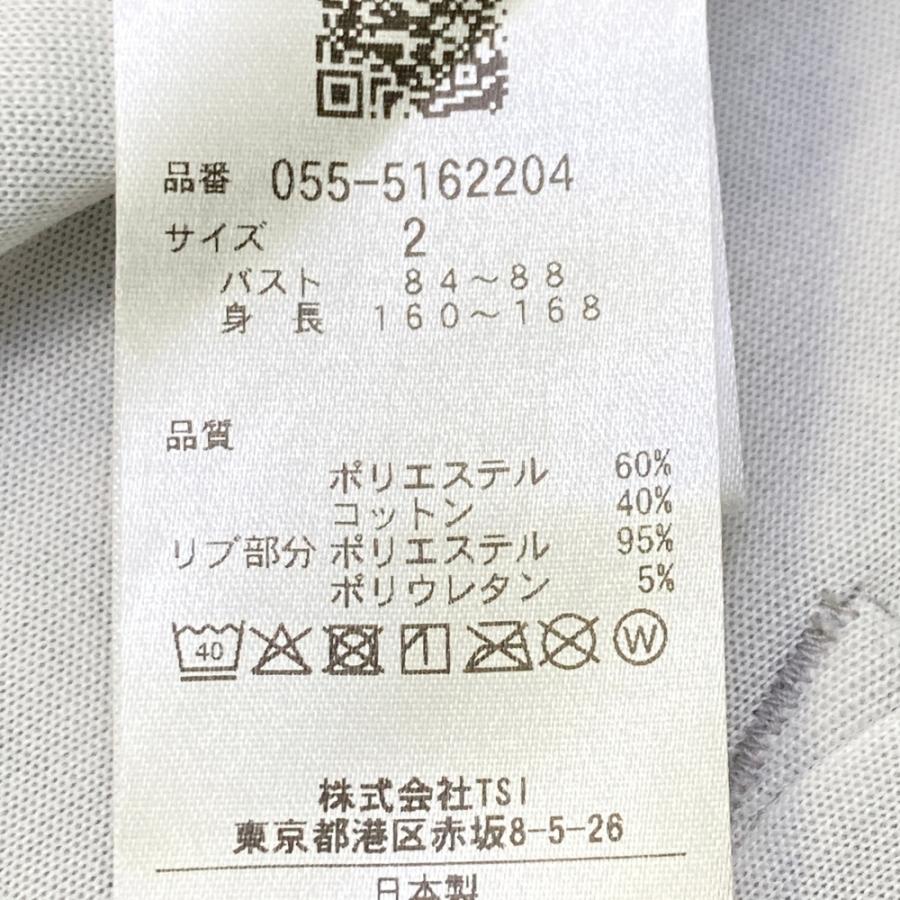 品番 055-5162204
サイズ 2
バスト 84～88
身 長 160～168
品質
ポリエステル 60%
コットン 40%
リブ部分 ポリエステル 95%
ポリウレタン 5%
40 W
株式会社TSI
東京都港区赤坂8-5-26
日本製